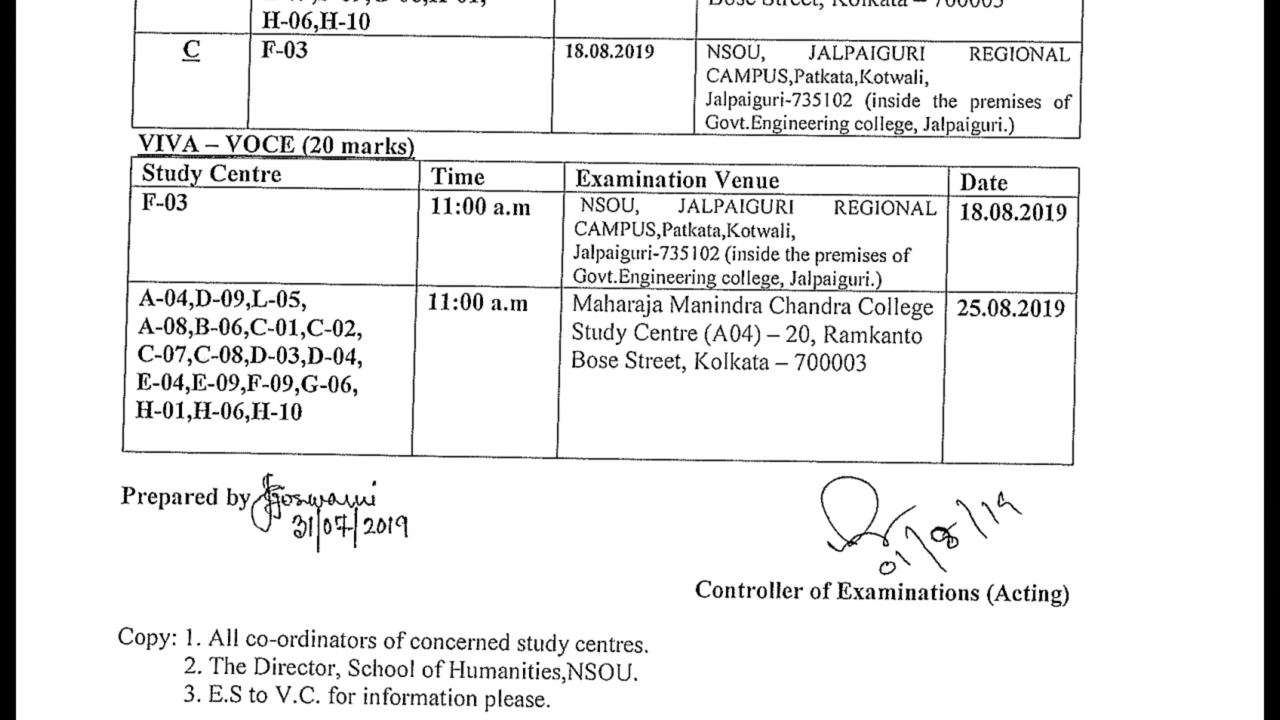 H-06,H-10
Bose Street, Kolkata – 700003
C
F-03
18.08.2019
NSOU, JALPAIGURI REGIONAL
CAMPUS,Patkata,Kotwali,
Jalpaiguri-735102 (inside the premises of
Govt.Engineering college, Jalpaiguri.)
VIVA – VOCE (20 marks)
Study Centre
Time
Examination Venue
Date
F-03
11:00 a.m
NSOU, JALPAIGURI REGIONAL
CAMPUS,Patkata,Kotwali,
Jalpaiguri-735102 (inside the premises of
Govt.Engineering college, Jalpaiguri.)
18.08.2019
A-04,D-09,L-05,
A-08,B-06,C-01,C-02,
C-07,C-08,D-03,D-04,
E-04,E-09,F-09,G-06,
H-01,H-06,H-10
11:00 a.m
Maharaja Manindra Chandra College
Study Centre (A04) – 20, Ramkanto
Bose Street, Kolkata – 700003
25.08.2019
Prepared by Goswami
31/07/2019
01/8/19
Controller of Examinations (Acting)
Copy: 1. All co-ordinators of concerned study centres.
2. The Director, School of Humanities,NSOU.
3. E.S to V.C. for information please.